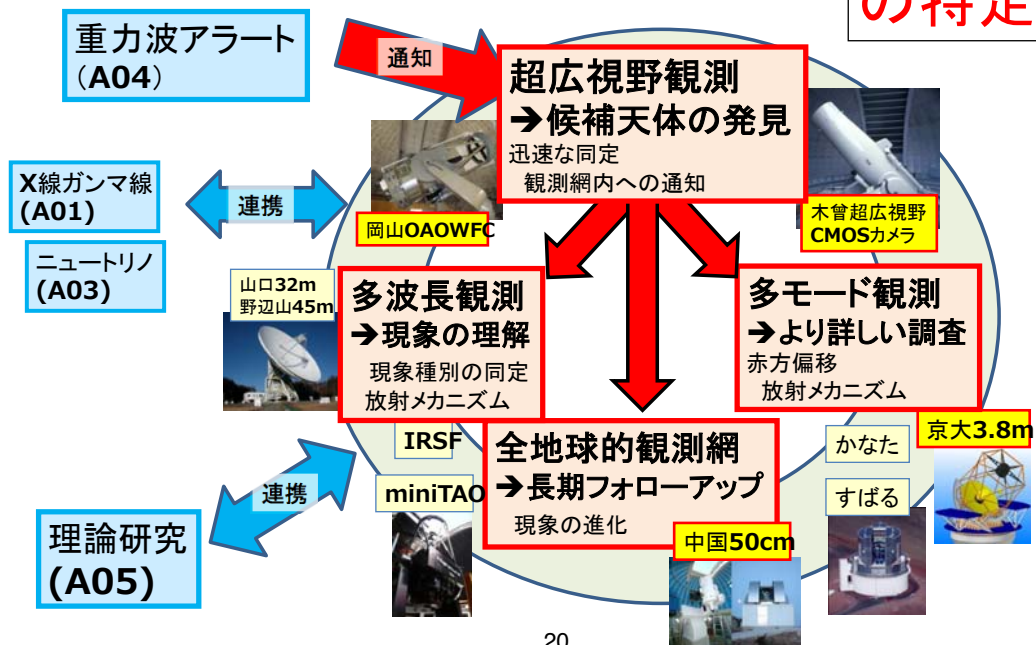 の特定
重力波アラート
(A04)
通知
超広視野観測
➔候補天体の発見
迅速な同定
観測網内への通知
X線ガンマ線
(A01)
連携
岡山OAOWFC
木曾超広視野
CMOSカメラ
ニュートリノ
(A03)
山口32m
野辺山45m
多波長観測
➔現象の理解
現象種別の同定
放射メカニズム
多モード観測
➔より詳しい調査
赤方偏移
放射メカニズム
IRSF
全地球的観測網
➔長期フォローアップ
現象の進化
かなた
京大3.8m
miniTAO
すばる
連携
理論研究
(A05)
中国50cm
20